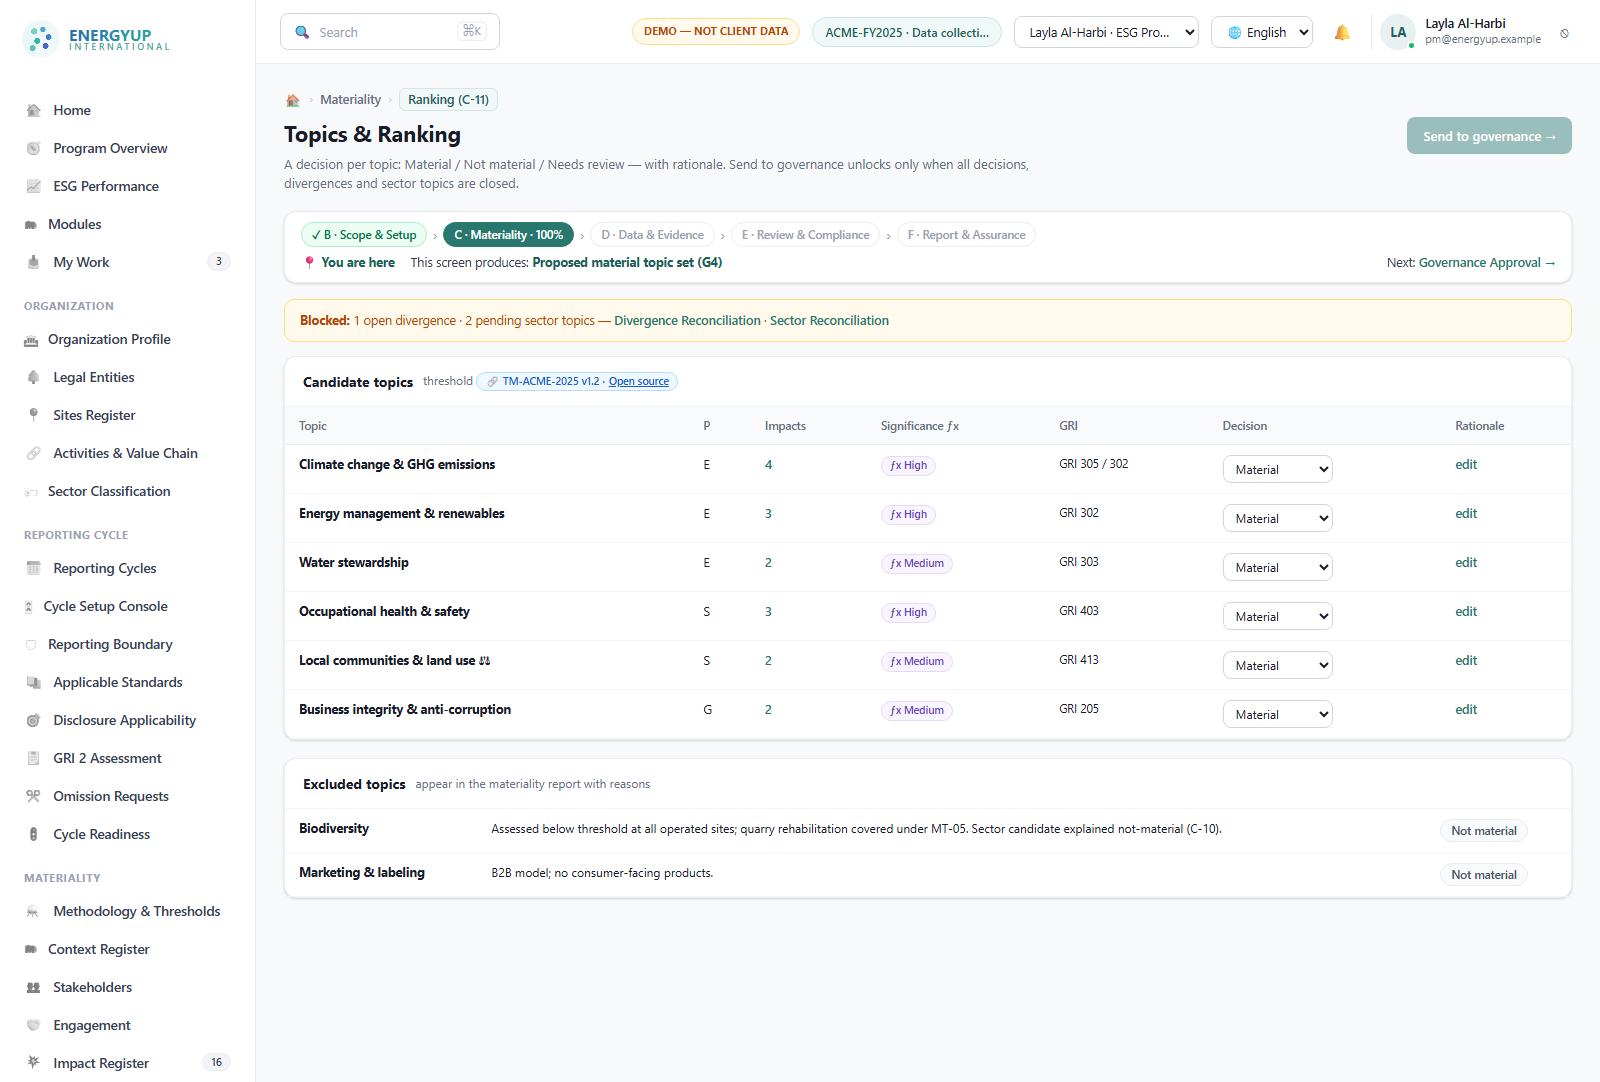 ENERGYUP
INTERNATIONAL
Home
Program Overview
ESG Performance
Modules
My Work 3
ORGANIZATION
Organization Profile
Legal Entities
Sites Register
Activities & Value Chain
Sector Classification
REPORTING CYCLE
Reporting Cycles
Cycle Setup Console
Reporting Boundary
Applicable Standards
Disclosure Applicability
GRI 2 Assessment
Omission Requests
Cycle Readiness
MATERIALITY
Methodology & Thresholds
Context Register
Stakeholders
Engagement
Impact Register 16
Search ⌘K
DEMO — NOT CLIENT DATA
ACME-FY2025 · Data collecti...
Layla Al-Harbi · ESG Pro...
English
LA
Layla Al-Harbi
pm@energyup.example
› Materiality › Ranking (C-11)
Topics & Ranking
Send to governance →
A decision per topic: Material / Not material / Needs review — with rationale. Send to governance unlocks only when all decisions,
divergences and sector topics are closed.
✓ B · Scope & Setup › C · Materiality · 100% › D · Data & Evidence › E · Review & Compliance › F · Report & Assurance
You are here This screen produces: Proposed material topic set (G4) Next: Governance Approval →
Blocked: 1 open divergence · 2 pending sector topics — Divergence Reconciliation · Sector Reconciliation
Candidate topics threshold TM-ACME-2025 v1.2 · Open source
Topic P Impacts Significance ƒx GRI Decision Rationale
Climate change & GHG emissions E 4 ƒx High GRI 305 / 302 Material edit
Energy management & renewables E 3 ƒx High GRI 302 Material edit
Water stewardship E 2 ƒx Medium GRI 303 Material edit
Occupational health & safety S 3 ƒx High GRI 403 Material edit
Local communities & land use S 2 ƒx Medium GRI 413 Material edit
Business integrity & anti-corruption G 2 ƒx Medium GRI 205 Material edit
Excluded topics appear in the materiality report with reasons
Biodiversity Assessed below threshold at all operated sites; quarry rehabilitation covered under MT-05. Sector candidate explained not-material (C-10). Not material
Marketing & labeling B2B model; no consumer-facing products. Not material